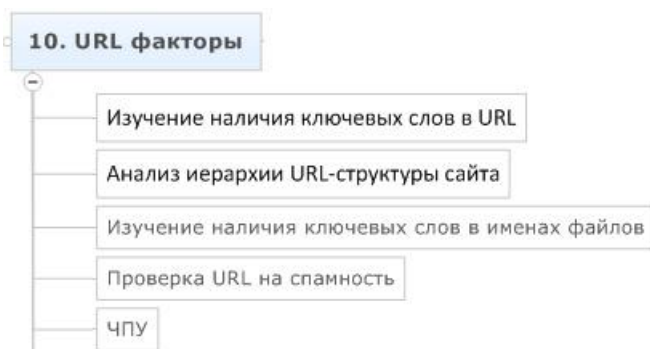 10. URL факторы
Изучение наличия ключевых слов в URL
Анализ иерархии URL-структуры сайта
Изучение наличия ключевых слов в именах файлов
Проверка URL на спамность
ЧПУ